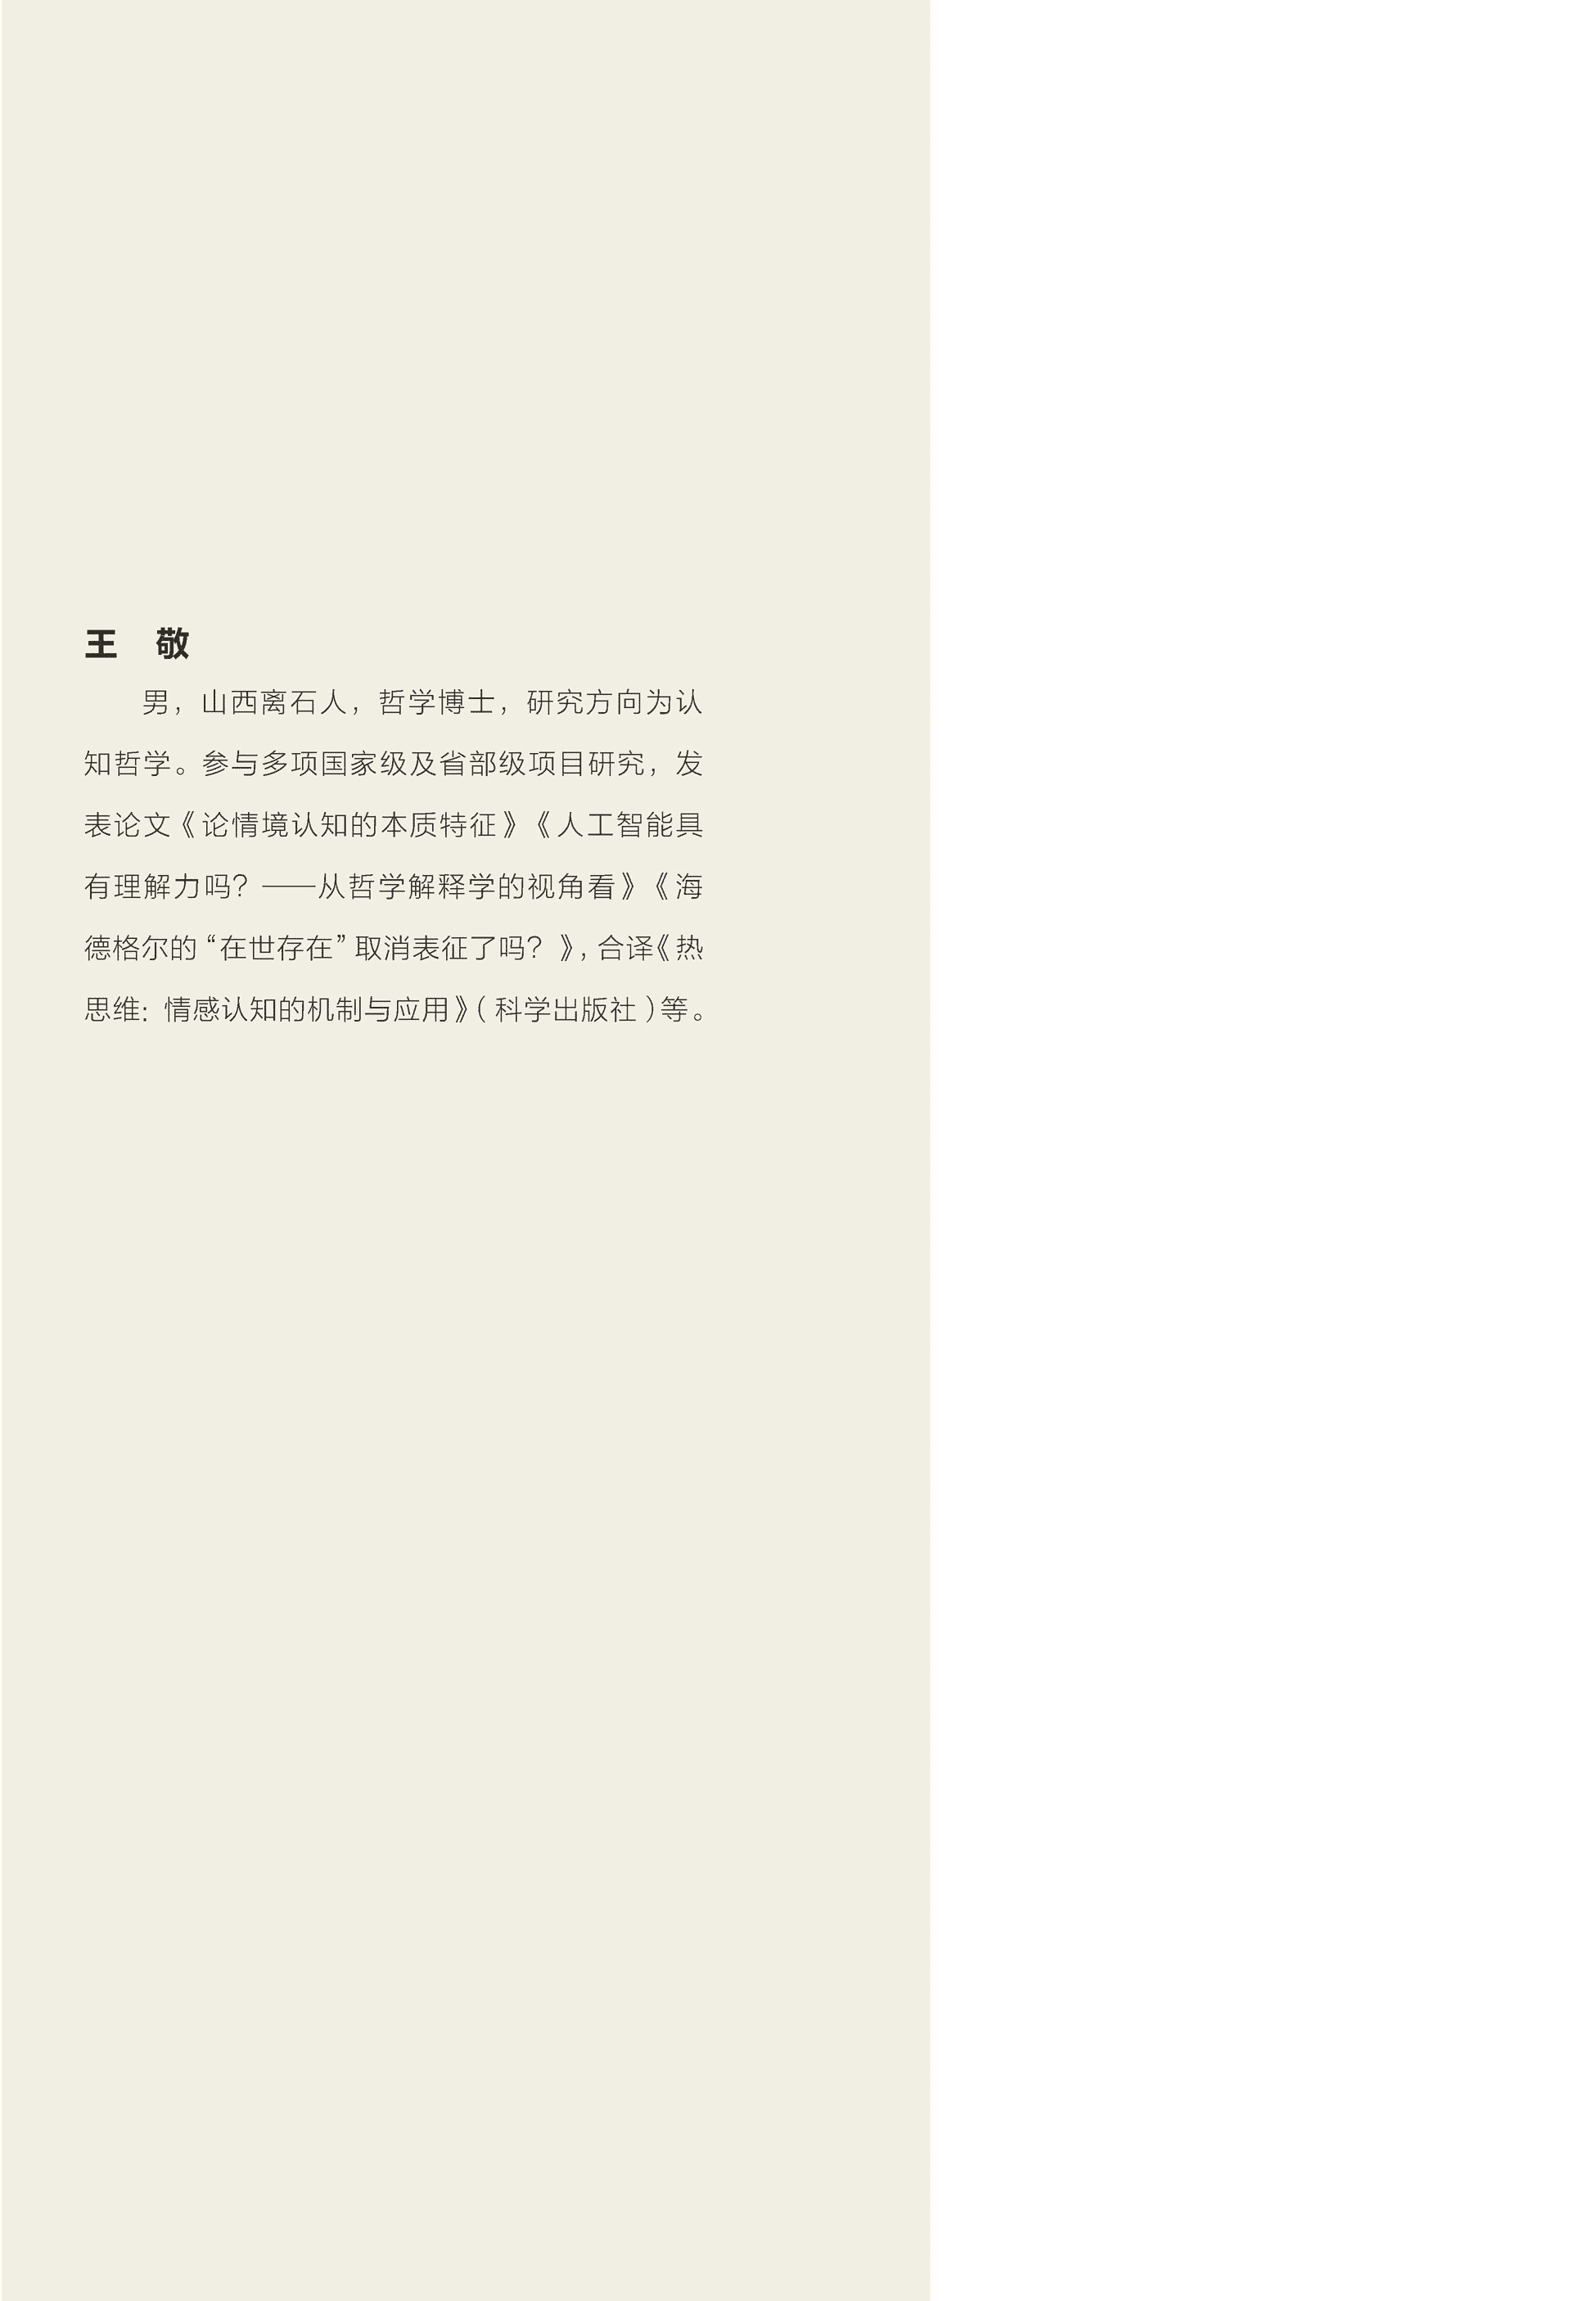 王　敬
男，山西离石人，哲学博士，研究方向为认
知哲学。参与多项国家级及省部级项目研究，发
表论文《论情境认知的本质特征》《人工智能具
有理解力吗？——从哲学解释学的视角看》《海
德格尔的“在世存在”取消表征了吗？》，合译《热
思维：情感认知的机制与应用》（科学出版社）等。